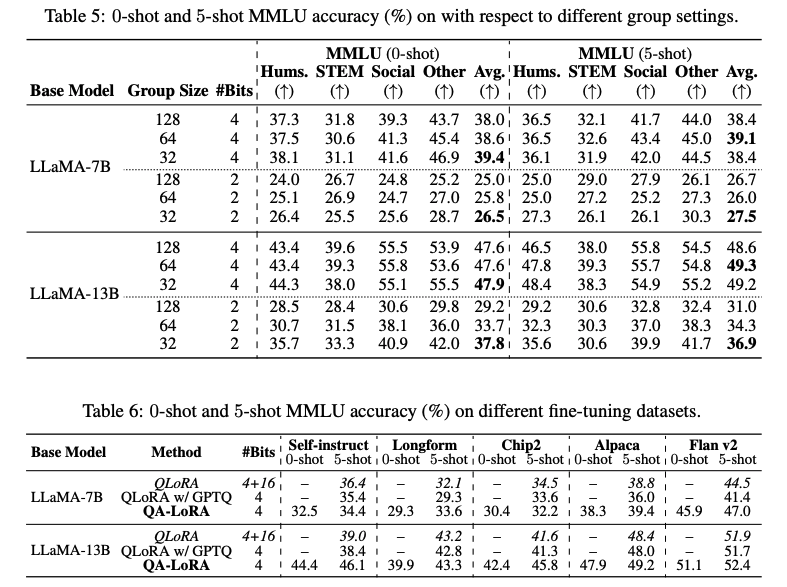 Table 5: 0-shot and 5-shot MMLU accuracy (%) on with respect to different group settings.
MMLU (0-shot) MMLU (5-shot)
Base Model Group Size #Bits Hums. STEM Social Other Avg. Hums. STEM Social Other Avg.
(↑) (↑) (↑) (↑) (↑) (↑) (↑) (↑) (↑) (↑)
128 4 37.3 31.8 39.3 43.7 38.0 36.5 32.1 41.7 44.0 38.4
64 4 37.5 30.6 41.3 45.4 38.6 36.5 32.6 43.4 45.0 39.1
32 4 38.1 31.1 41.6 46.9 39.4 36.1 31.9 42.0 44.5 38.4
LLaMA-7B
128 2 24.0 26.7 24.8 25.2 25.0 25.0 29.0 27.9 26.1 26.7
64 2 25.1 26.9 24.7 27.0 25.8 25.0 27.2 25.2 27.3 26.0
32 2 26.4 25.5 25.6 28.7 26.5 27.3 26.1 26.1 30.3 27.5
128 4 43.4 39.6 55.5 53.9 47.6 46.5 38.0 55.8 54.5 48.6
64 4 43.4 39.3 55.8 53.6 47.6 47.8 39.3 55.7 54.8 49.3
32 4 44.3 38.0 55.1 55.5 47.9 48.4 38.3 54.9 55.2 49.2
LLaMA-13B
128 2 28.5 28.4 30.6 29.8 29.2 29.2 30.6 32.8 32.4 31.0
64 2 30.7 31.5 38.1 36.0 33.7 32.3 30.3 37.0 38.3 34.3
32 2 35.7 33.3 40.9 42.0 37.8 35.6 30.6 39.9 41.7 36.9
Table 6: 0-shot and 5-shot MMLU accuracy (%) on different fine-tuning datasets.
Base Model Method #Bits Self-instruct Longform Chip2 Alpaca Flan v2
0-shot 5-shot 0-shot 5-shot 0-shot 5-shot 0-shot 5-shot 0-shot 5-shot
QLoRA 4+16 – 36.4 – 32.1 – 34.5 – 38.8 – 44.5
LLaMA-7B QLoRA w/ GPTQ 4 – 35.4 – 29.3 – 33.6 – 36.0 – 41.4
QA-LoRA 4 32.5 34.4 29.3 33.6 30.4 32.2 38.3 39.4 45.9 47.0
QLoRA 4+16 – 39.0 – 43.2 – 41.6 – 48.4 – 51.9
LLaMA-13B QLoRA w/ GPTQ 4 – 38.4 – 42.8 – 41.3 – 48.0 – 51.7
QA-LoRA 4 44.4 46.1 39.9 43.3 42.4 45.8 47.9 49.2 51.1 52.4